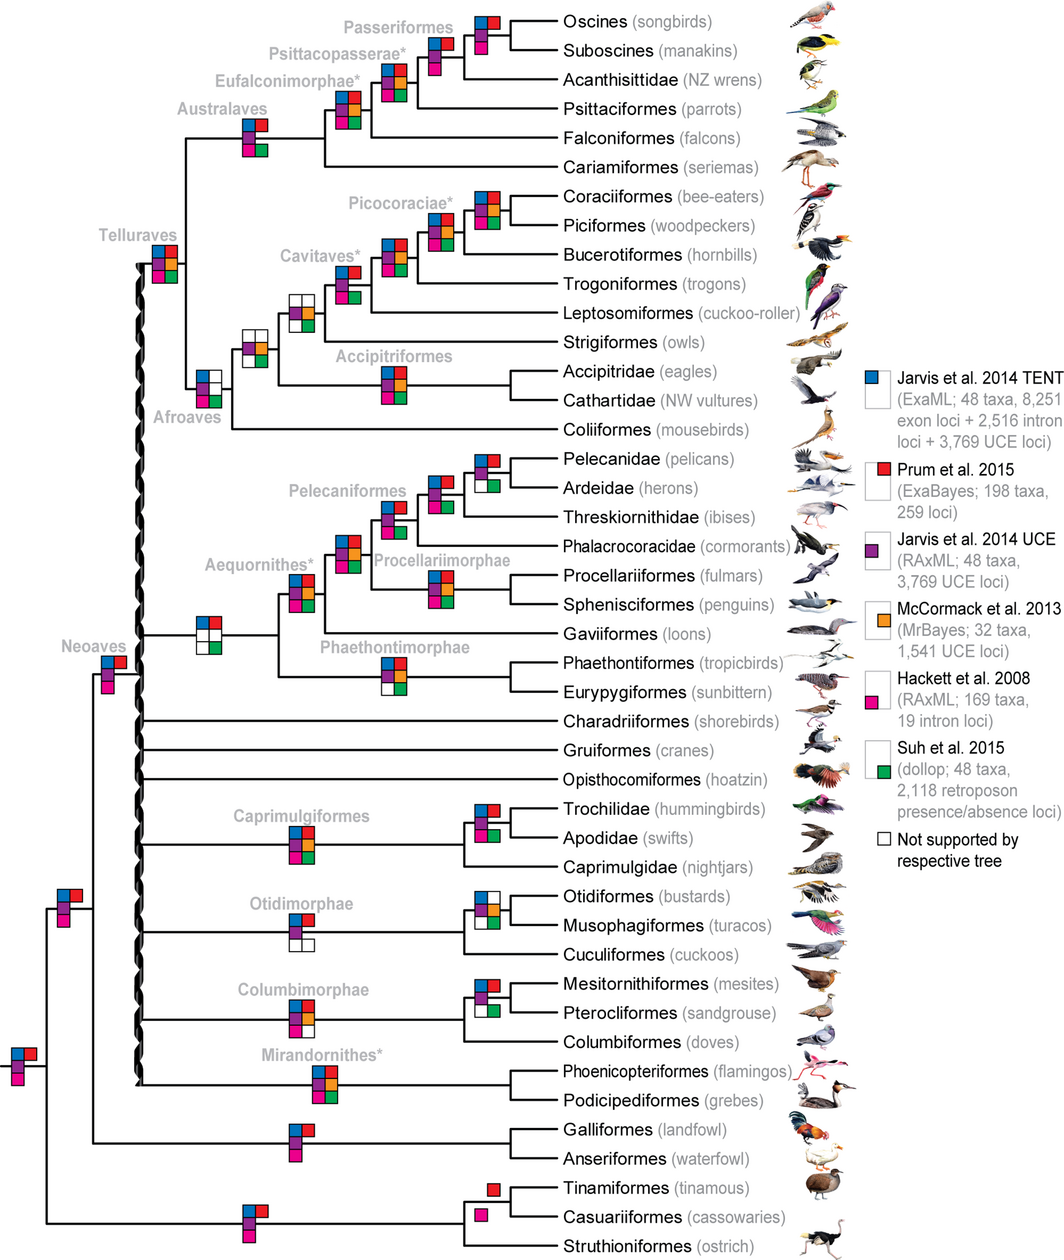 Passeriformes
Psittacopasserae*
Eufalconimorphae*
Australaves
Telluraves
Picocoraciae*
Cavitaves*
Accipitriformes
Afroaves
Pelecaniformes
Aequornithes*
Procellariimorphae
Phaethontimorphae
Neoaves
Caprimulgiformes
Otidimorphae
Columbimorphae
Mirandornithes*
Oscines (songbirds)
Suboscines (manakins)
Acanthisittidae (NZ wrens)
Psittaciformes (parrots)
Falconiformes (falcons)
Cariamiformes (seriemas)
Coraciiformes (bee-eaters)
Piciformes (woodpeckers)
Bucerotiformes (hornbills)
Trogoniformes (trogons)
Leptosomiformes (cuckoo-roller)
Strigiformes (owls)
Accipitridae (eagles)
Cathartidae (NW vultures)
Coliiformes (mousebirds)
Pelecanidae (pelicans)
Ardeidae (herons)
Threskiornithidae (ibises)
Phalacrocoracidae (cormorants)
Procellariiformes (fulmars)
Sphenisciformes (penguins)
Gaviiformes (loons)
Phaethontiformes (tropicbirds)
Eurypygiformes (sunbittern)
Charadriiformes (shorebirds)
Gruiformes (cranes)
Opisthocomiformes (hoatzin)
Trochilidae (hummingbirds)
Apodidae (swifts)
Caprimulgidae (nightjars)
Otidiformes (bustards)
Musophagiformes (turacos)
Cuculiformes (cuckoos)
Mesitornithiformes (mesites)
Pterocliformes (sandgrouse)
Columbiformes (doves)
Phoenicopteriformes (flamingos)
Podicipediformes (grebes)
Galliformes (landfowl)
Anseriformes (waterfowl)
Tinamiformes (tinamous)
Casuariiformes (cassowaries)
Struthioniformes (ostrich)
Jarvis et al. 2014 TENT
(ExaML; 48 taxa, 8,251
exon loci + 2,516 intron
loci + 3,769 UCE loci)
Prum et al. 2015
(ExaBayes; 198 taxa,
259 loci)
Jarvis et al. 2014 UCE
(RAxML; 48 taxa,
3,769 UCE loci)
McCormack et al. 2013
(MrBayes; 32 taxa,
1,541 UCE loci)
Hackett et al. 2008
(RAxML; 169 taxa,
19 intron loci)
Suh et al. 2015
(dollop; 48 taxa,
2,118 retroposon
presence/absence loci)
Not supported by
respective tree